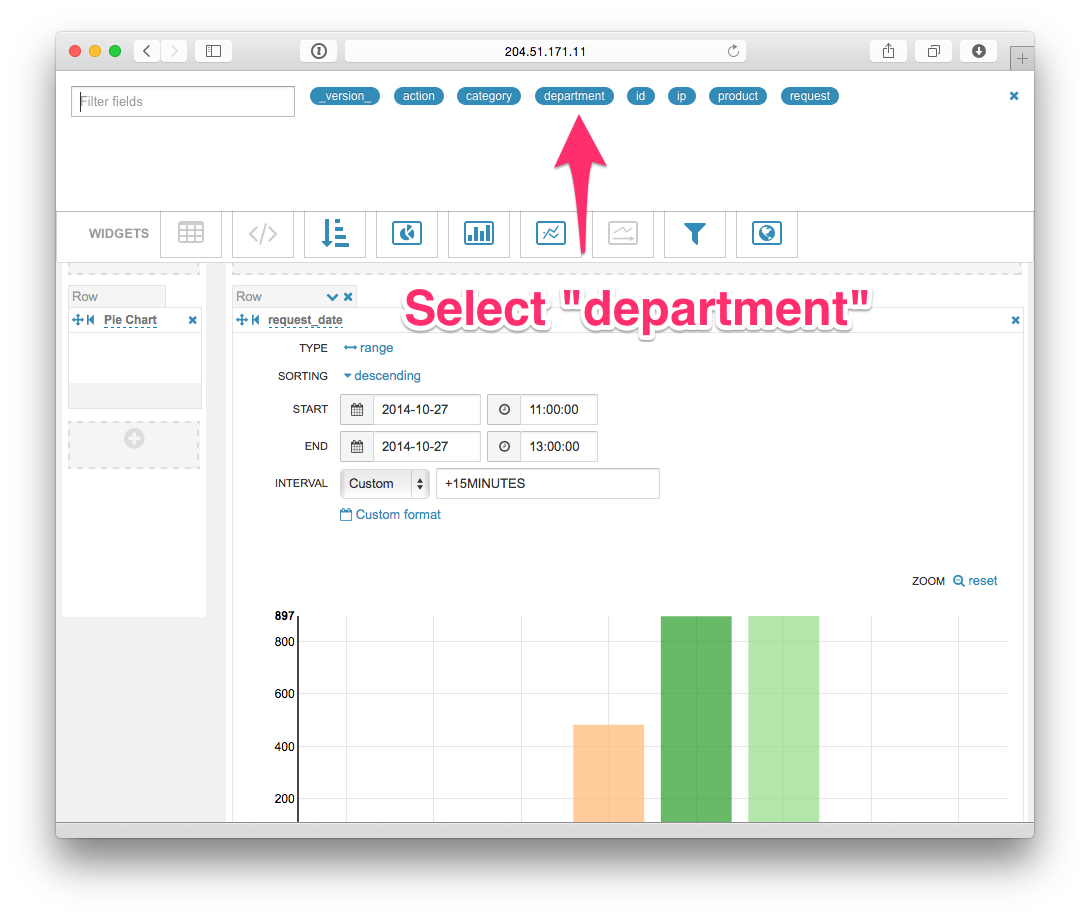 204.51.171.11
Filter fields
_version_ action category department id ip product request
WIDGETS
Row
Pie Chart
Row
request_date
Select "department"
TYPE range
SORTING descending
START 2014-10-27 11:00:00
END 2014-10-27 13:00:00
INTERVAL Custom +15MINUTES
Custom format
ZOOM reset
897
800
600
400
200